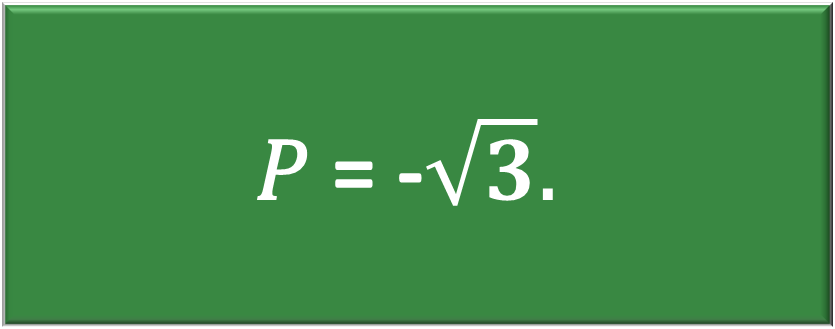 P = -√3.